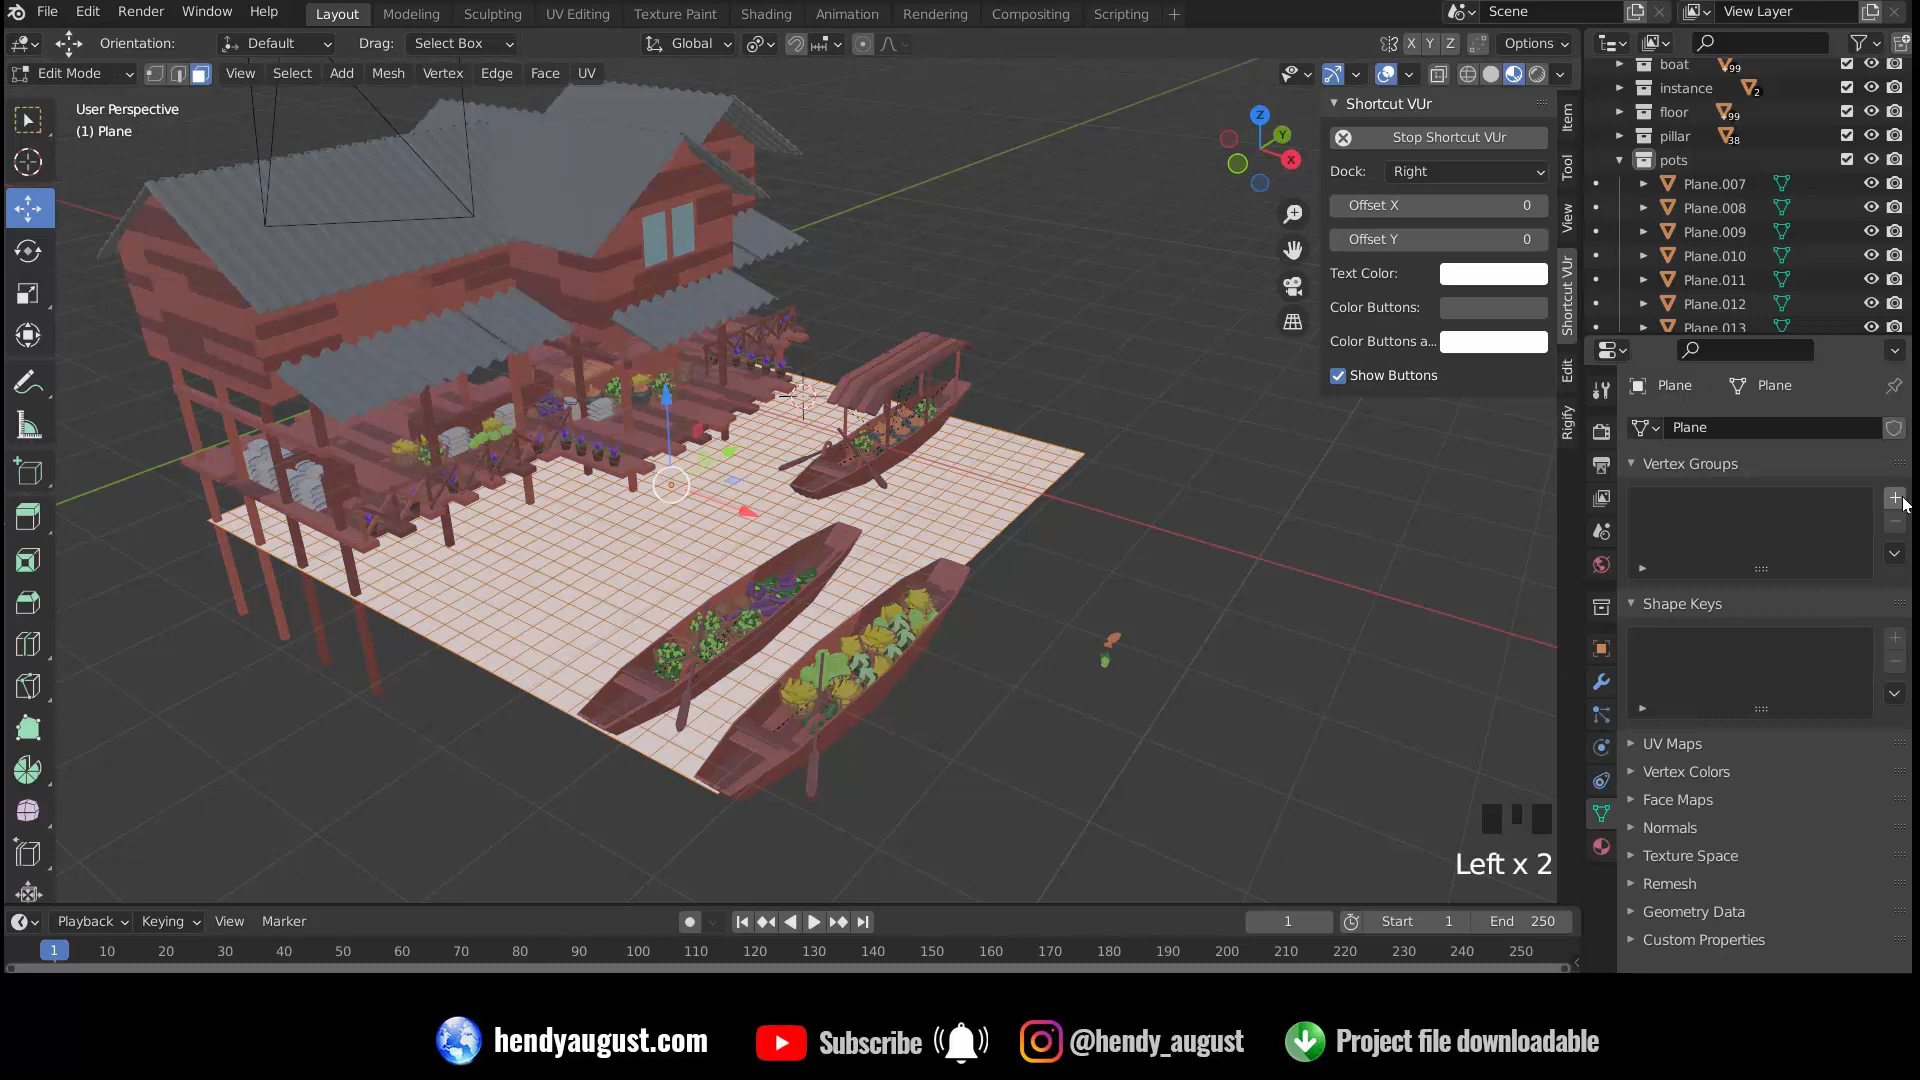 File Edit Render Window Help Layout Modeling Sculpting UV Editing Texture Paint Shading Animation Rendering Compositing Scripting + Scene View Layer
Orientation: Default Drag: Select Box Global X Y Z Options
Edit Mode View Select Add Mesh Vertex Edge Face UV
User Perspective
(1) Plane
Z
Y
X
Shortcut VUr
Stop Shortcut VUr
Dock: Right
Offset X 0
Offset Y 0
Text Color:
Color Buttons:
Color Buttons a...
Show Buttons
Item
Tool
View
Shortcut VUr
Edit
Rigify
boat +99
instance 2
floor +99
pillar 38
pots
Plane.007
Plane.008
Plane.009
Plane.010
Plane.011
Plane.012
Plane.013
Plane Plane
Plane
Vertex Groups
Shape Keys
UV Maps
Vertex Colors
Face Maps
Normals
Texture Space
Remesh
Geometry Data
Custom Properties
Left x 2
Playback Keying View Marker 1 Start 1 End 250
1 10 20 30 40 50 60 70 80 90 100 110 120 130 140 150 160 170 180 190 200 210 220 230 240 250
hendyaugust.com Subscribe @hendy_august Project file downloadable